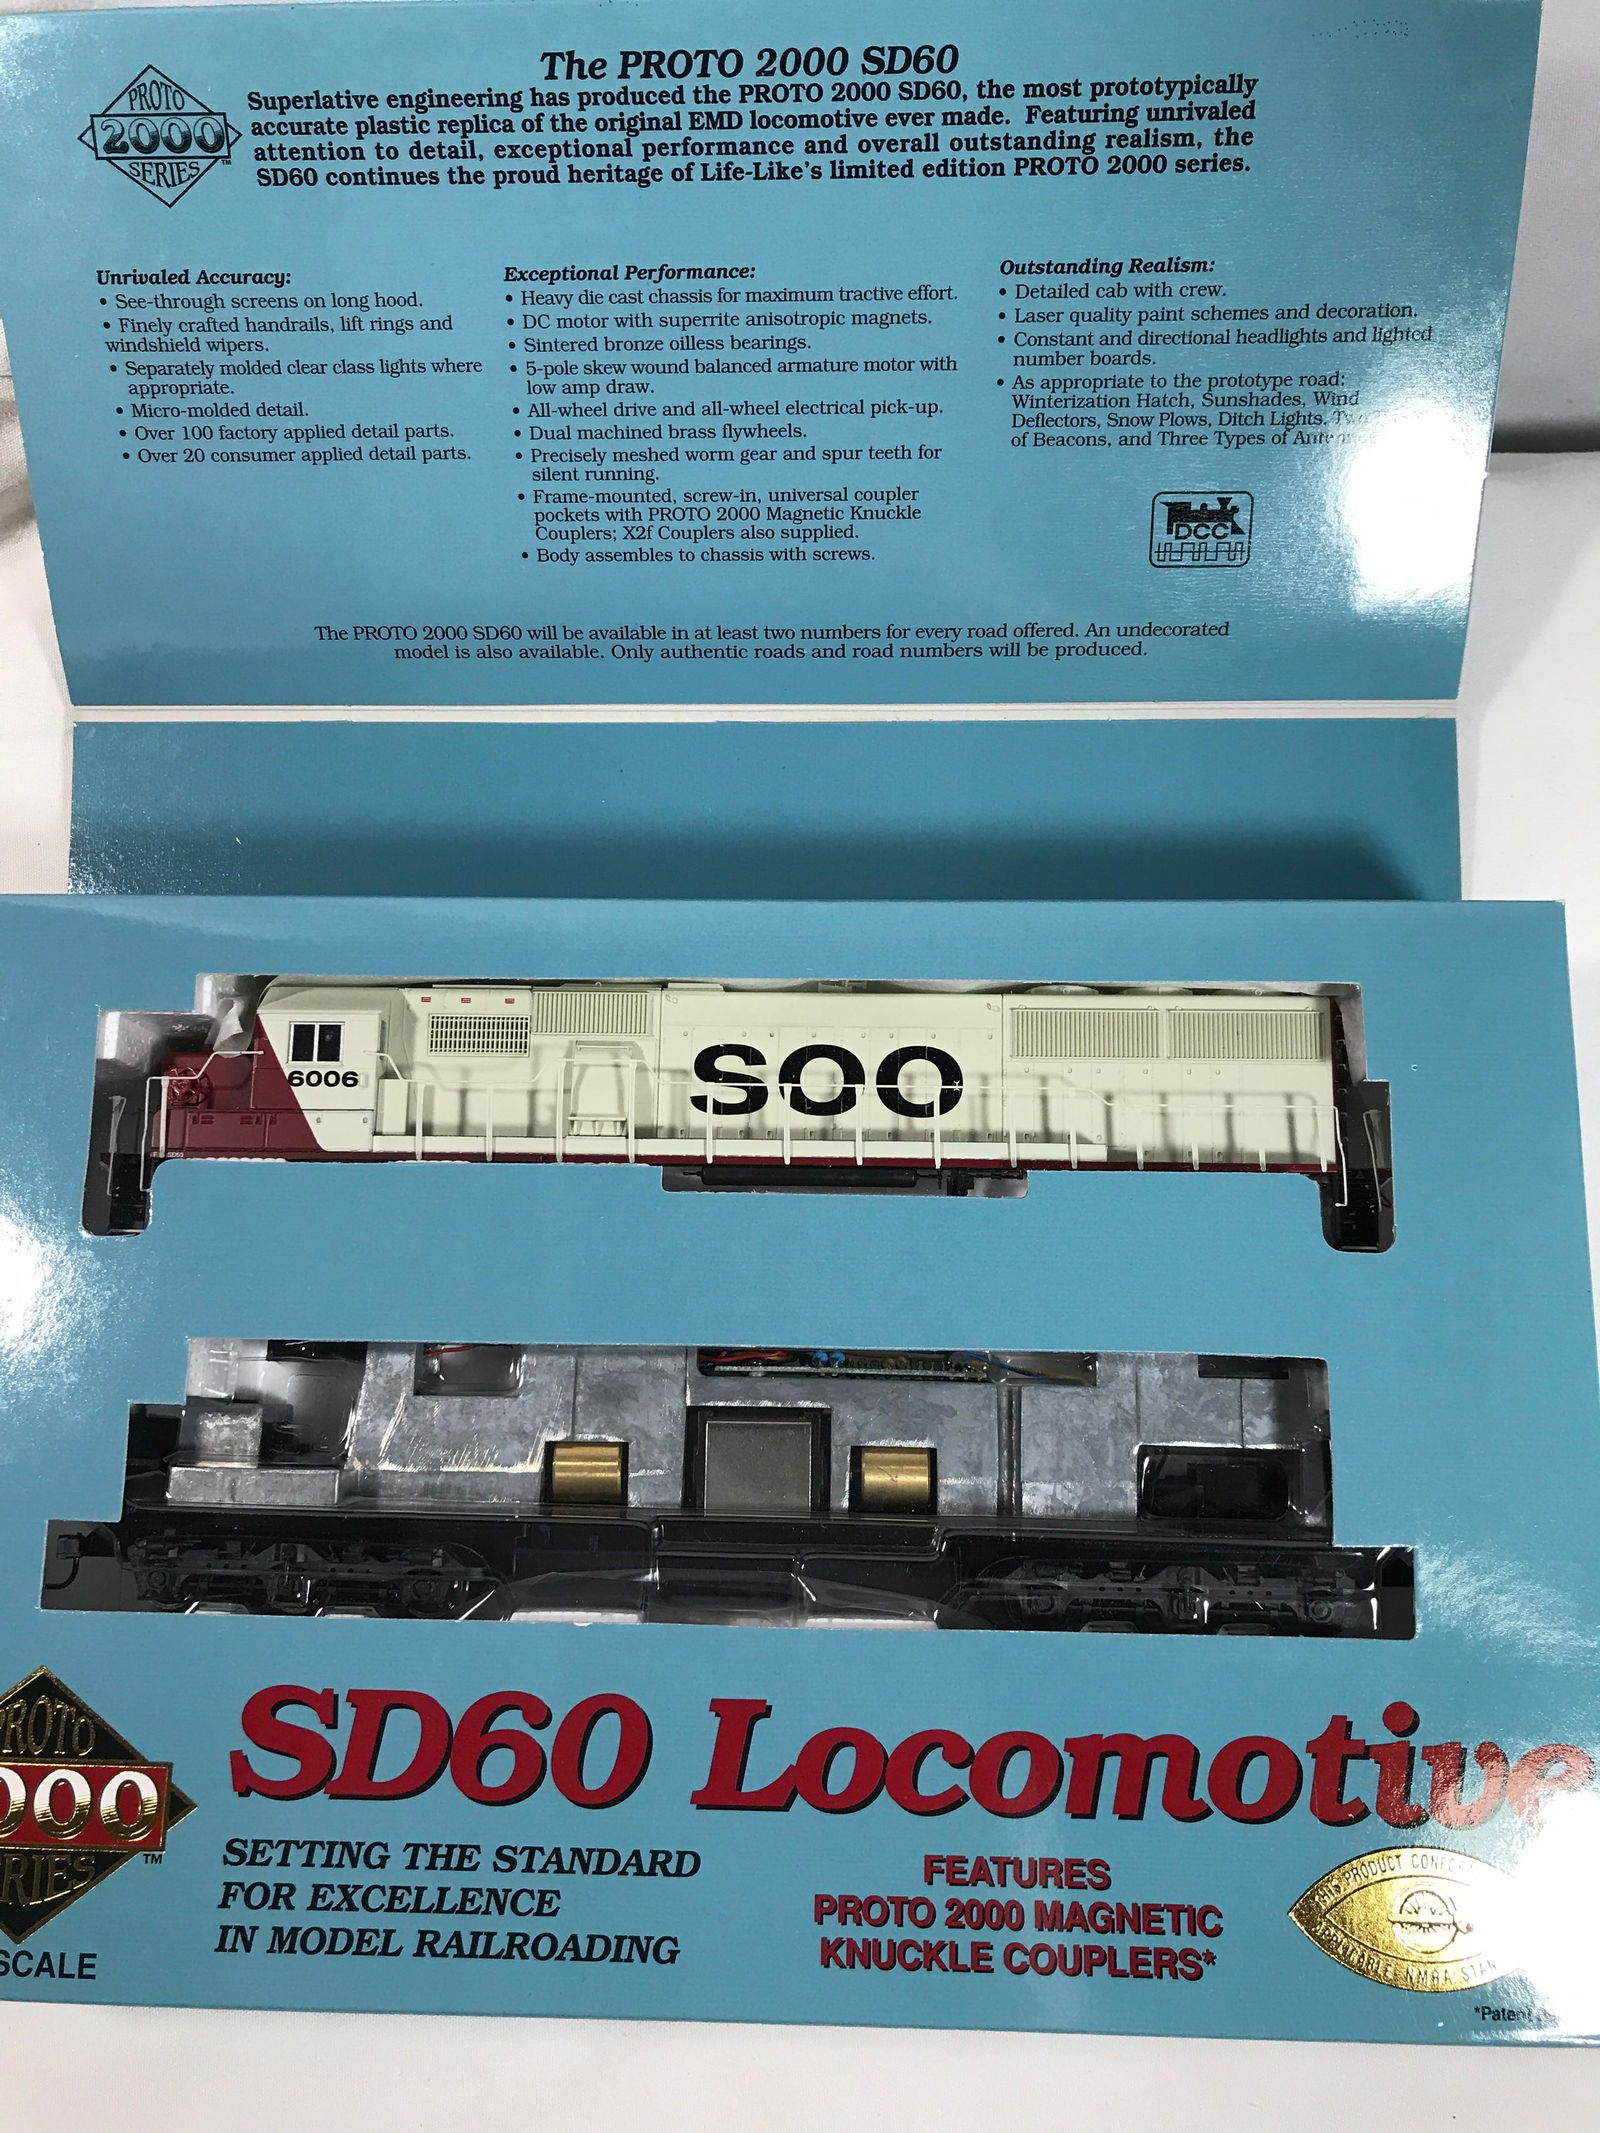 PROTO
2000
SERIES
TM
The PROTO 2000 SD60
Superlative engineering has produced the PROTO 2000 SD60, the most prototypically
accurate plastic replica of the original EMD locomotive ever made. Featuring unrivaled
attention to detail, exceptional performance and overall outstanding realism, the
SD60 continues the proud heritage of Life-Like's limited edition PROTO 2000 series.
Unrivaled Accuracy:
• See-through screens on long hood.
• Finely crafted handrails, lift rings and
windshield wipers.
• Separately molded clear class lights where
appropriate.
• Micro-molded detail.
• Over 100 factory applied detail parts.
• Over 20 consumer applied detail parts.
Exceptional Performance:
• Heavy die cast chassis for maximum tractive effort.
• DC motor with superrite anisotropic magnets.
• Sintered bronze oilless bearings.
• 5-pole skew wound balanced armature motor with
low amp draw.
• All-wheel drive and all-wheel electrical pick-up.
• Dual machined brass flywheels.
• Precisely meshed worm gear and spur teeth for
silent running.
• Frame-mounted, screw-in, universal coupler
pockets with PROTO 2000 Magnetic Knuckle
Couplers; X2f Couplers also supplied.
• Body assembles to chassis with screws.
Outstanding Realism:
• Detailed cab with crew.
• Laser quality paint schemes and decoration.
• Constant and directional headlights and lighted
number boards.
• As appropriate to the prototype road:
Winterization Hatch, Sunshades, Wind
Deflectors, Snow Plows, Ditch Lights,
of Beacons, and Three Types of
DCC
The PROTO 2000 SD60 will be available in at least two numbers for every road offered. An undecorated
model is also available. Only authentic roads and road numbers will be produced.
6006
SOO
SD60
ROTO
000
RIES
TM
SCALE
SD60 Locomotive
SETTING THE STANDARD
FOR EXCELLENCE
IN MODEL RAILROADING
FEATURES
PROTO 2000 MAGNETIC
KNUCKLE COUPLERS*
THIS PRODUCT
NMRA